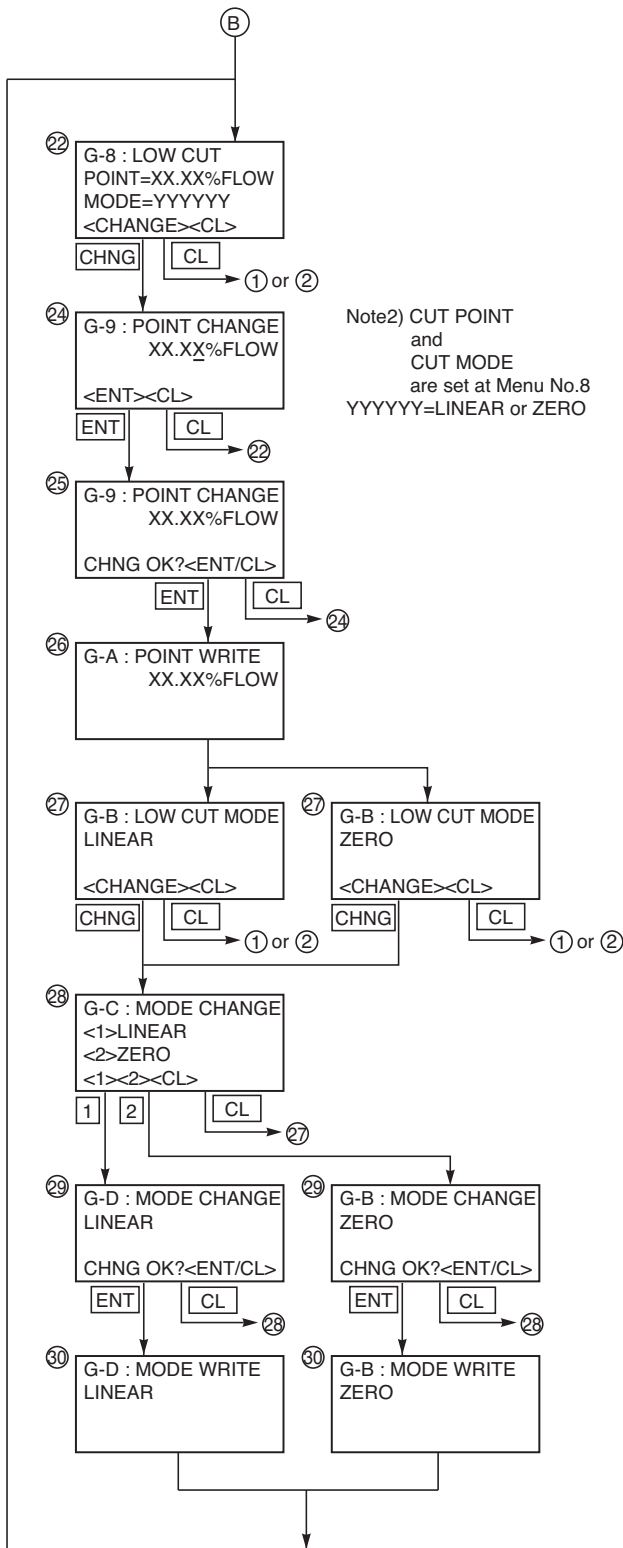 B
22
G-8 : LOW CUT
POINT=XX.XX%FLOW
MODE=YYYYYY
<CHANGE><CL>
CHNG CL
1 or 2
24
G-9 : POINT CHANGE
XX.XX%FLOW
<ENT><CL>
ENT CL
22
Note2) CUT POINT
and
CUT MODE
are set at Menu No.8
YYYYYY=LINEAR or ZERO
25
G-9 : POINT CHANGE
XX.XX%FLOW
CHNG OK?<ENT/CL>
ENT CL
24
26
G-A : POINT WRITE
XX.XX%FLOW
27
G-B : LOW CUT MODE
LINEAR
<CHANGE><CL>
CHNG CL
1 or 2
27
G-B : LOW CUT MODE
ZERO
<CHANGE><CL>
CHNG CL
1 or 2
28
G-C : MODE CHANGE
<1>LINEAR
<2>ZERO
<1><2><CL>
1 2 CL
27
29
G-D : MODE CHANGE
LINEAR
CHNG OK?<ENT/CL>
ENT CL
28
29
G-B : MODE CHANGE
ZERO
CHNG OK?<ENT/CL>
ENT CL
28
30
G-D : MODE WRITE
LINEAR
30
G-B : MODE WRITE
ZERO